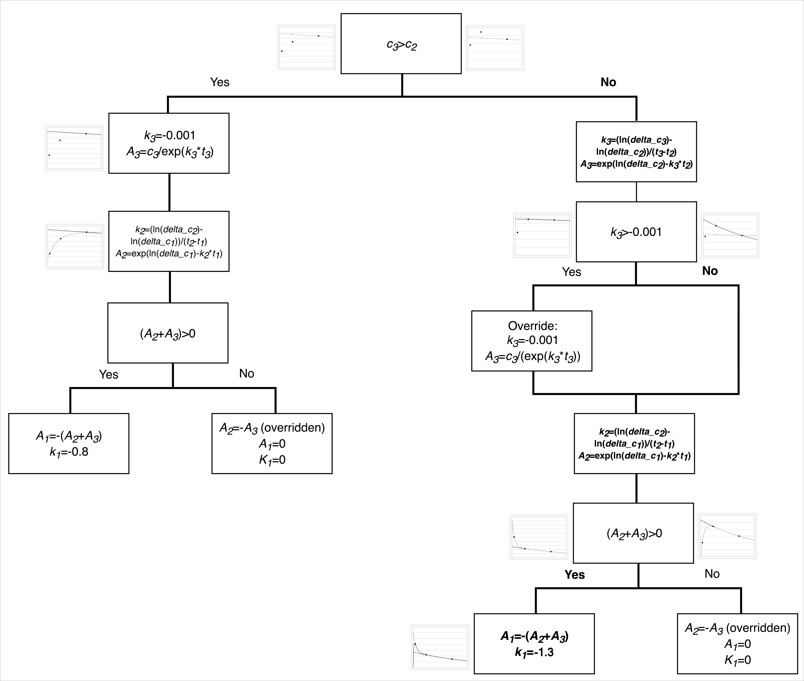 c3>c2
Yes
No
k3=-0.001
A3=c3/exp(k3*t3)
k3=(ln(delta_c3)-
ln(delta_c2))/(t3-t2)
A3=exp(ln(delta_c2)-k3*t2)
k2=(ln(delta_c2)-
ln(delta_c1))/(t2-t1)
A2=exp(ln(delta_c1)-k2*t1)
k3>-0.001
Yes
No
(A2+A3)>0
Override:
k3=-0.001
A3=c3/(exp(k3*t3))
Yes
No
A1=-(A2+A3)
k1=-0.8
A2=-A3 (overridden)
A1=0
K1=0
k2=(ln(delta_c2)-
ln(delta_c1))/(t2-t1)
A2=exp(ln(delta_c1)-k2*t1)
(A2+A3)>0
Yes
No
A1=-(A2+A3)
k1=-1.3
A2=-A3 (overridden)
A1=0
K1=0